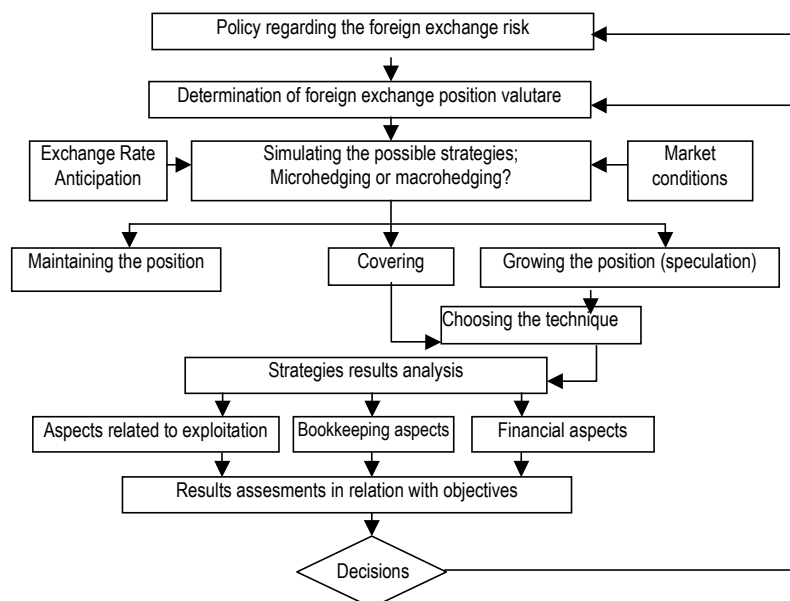 Policy regarding the foreign exchange risk
Determination of foreign exchange position valutare
Exchange Rate
Anticipation
Simulating the possible strategies;
Microhedging or macrohedging?
Market
conditions
Maintaining the position
Covering
Growing the position (speculation)
Choosing the technique
Strategies results analysis
Aspects related to exploitation
Bookkeeping aspects
Financial aspects
Results assesments in relation with objectives
Decisions